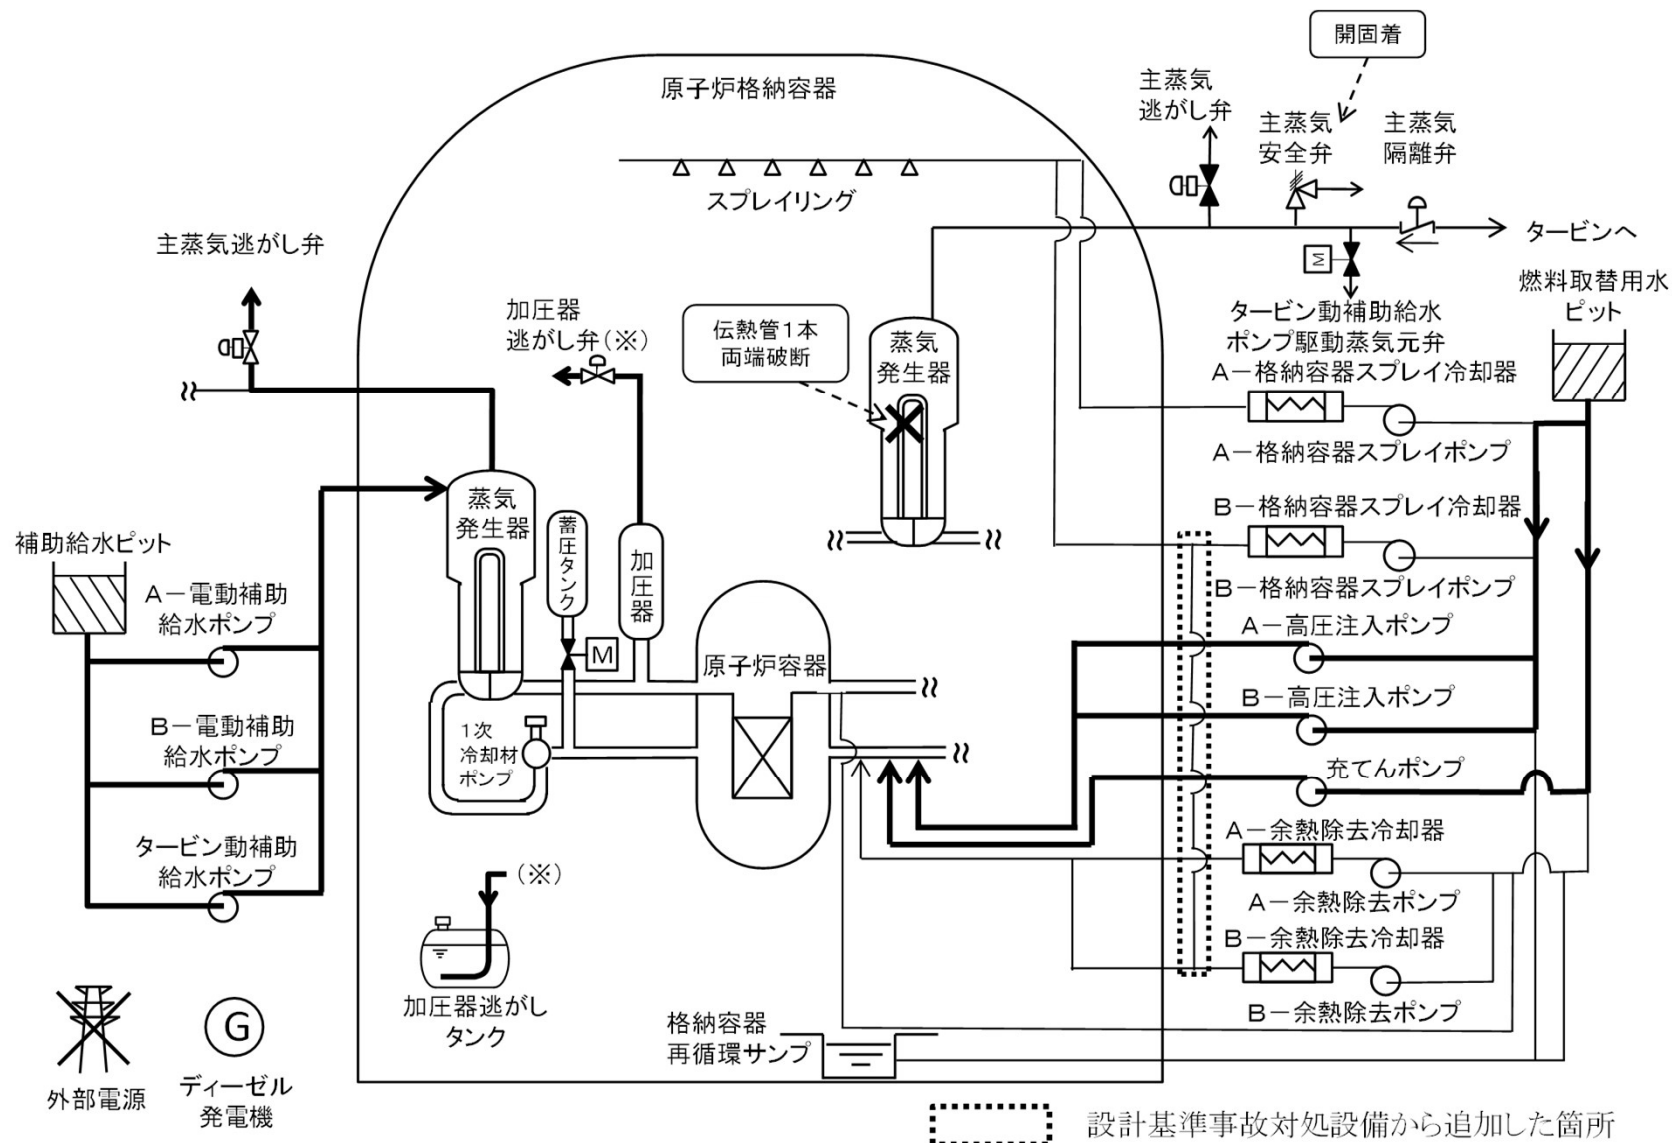 開固着
原子炉格納容器
主蒸気
逃がし弁
主蒸気
安全弁
主蒸気
隔離弁
スプレイリング
タービンへ
M
主蒸気逃がし弁
加圧器
逃がし弁(※)
伝熱管1本
両端破断
蒸気
発生器
タービン動補助給水
ポンプ駆動蒸気元弁
燃料取替用水
ピット
A-格納容器スプレイ冷却器
A-格納容器スプレイポンプ
蒸気
発生器
蓄圧タンク
加圧器
B-格納容器スプレイ冷却器
B-格納容器スプレイポンプ
補助給水ピット
A-電動補助
給水ポンプ
M
原子炉容器
A-高圧注入ポンプ
B-高圧注入ポンプ
B-電動補助
給水ポンプ
1次
冷却材
ポンプ
充てんポンプ
タービン動補助
給水ポンプ
(※)
A-余熱除去冷却器
A-余熱除去ポンプ
B-余熱除去冷却器
B-余熱除去ポンプ
加圧器逃がし
タンク
格納容器
再循環サンプ
外部電源
G
ディーゼル
発電機
設計基準事故対処設備から追加した箇所